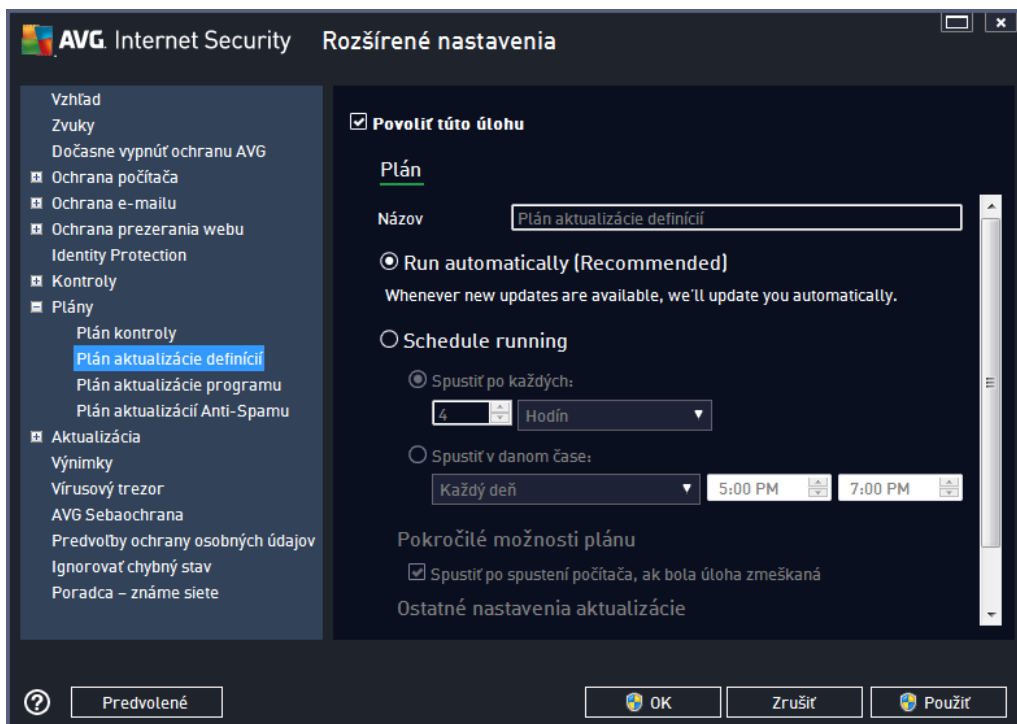 AVG. Internet Security Rozšírené nastavenia
Vzhľad
Zvuky
Dočasne vypnúť ochranu AVG
Ochrana počítača
Ochrana e-mailu
Ochrana prezerania webu
Identity Protection
Kontroly
Plány
Plán kontroly
Plán aktualizácie definícií
Plán aktualizácie programu
Plán aktualizácií Anti-Spamu
Aktualizácia
Výnimky
Vírusový trezor
AVG Sebaochrana
Predvoľby ochrany osobných údajov
Ignorovať chybný stav
Poradca – známe siete
Povoliť túto úlohu
Plán
Názov Plán aktualizácie definícií
Run automatically (Recommended)
Whenever new updates are available, we'll update you automatically.
Schedule running
Spustiť po každých:
4 Hodín
Spustiť v danom čase:
Každý deň 5:00 PM 7:00 PM
Pokročilé možnosti plánu
Spustiť po spustení počítača, ak bola úloha zmeškaná
Ostatné nastavenia aktualizácie
? Predvolené OK Zrušiť Použiť